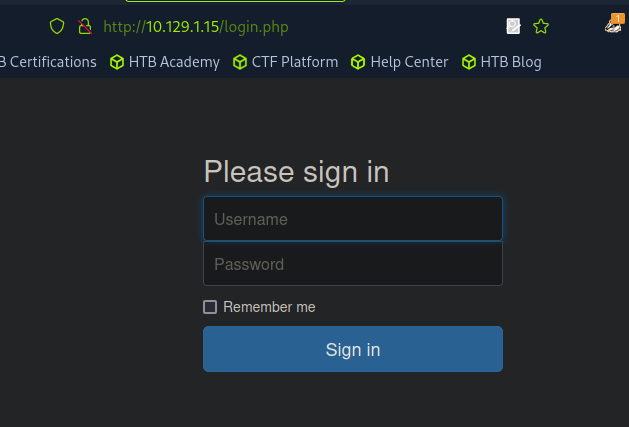 http://10.129.1.15/login.php
1
B Certifications HTB Academy CTF Platform Help Center HTB Blog
Please sign in
Username
Password
Remember me
Sign in